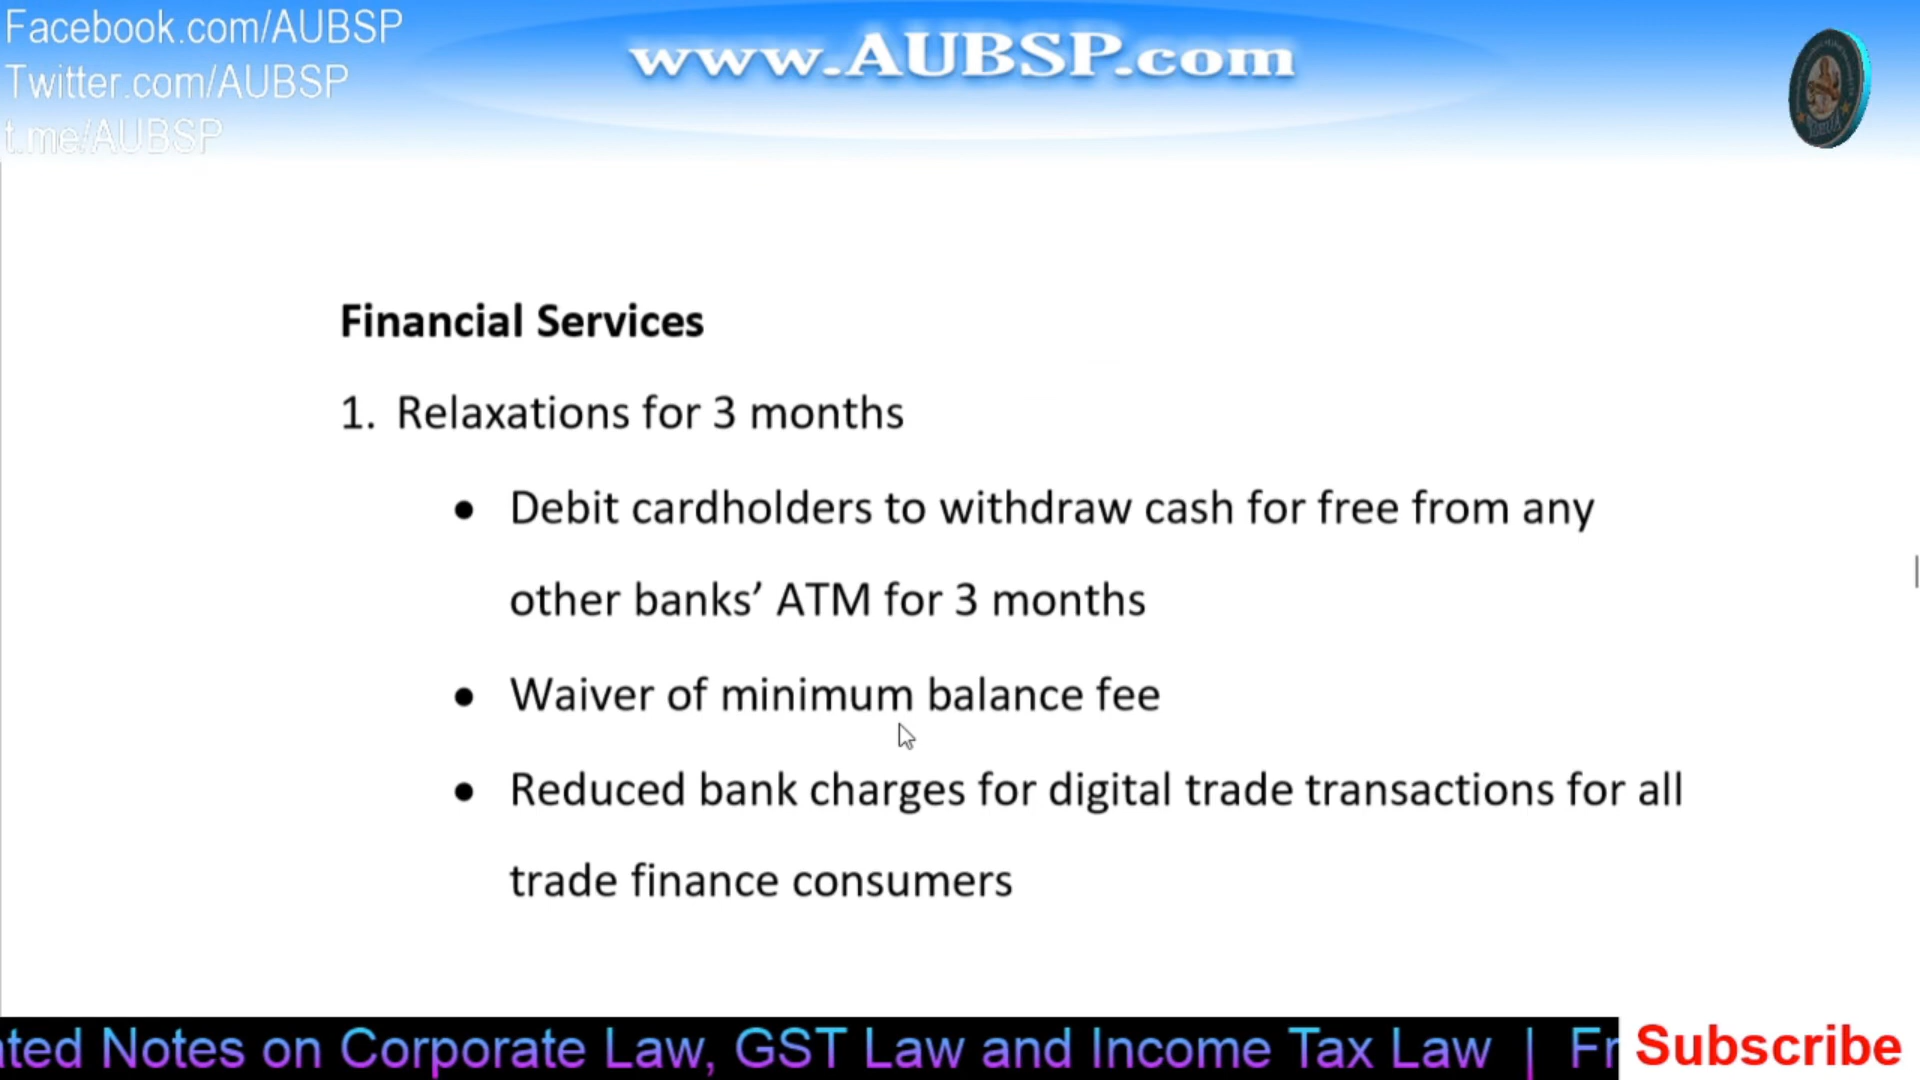 Facebook.com/AUBSP
Twitter.com/AUBSP
t.me/AUBSP
www.AUBSP.com
Financial Services
1. Relaxations for 3 months
● Debit cardholders to withdraw cash for free from any
other banks’ ATM for 3 months
● Waiver of minimum balance fee
● Reduced bank charges for digital trade transactions for all
trade finance consumers
ated Notes on Corporate Law, GST Law and Income Tax Law | Fr
Subscribe